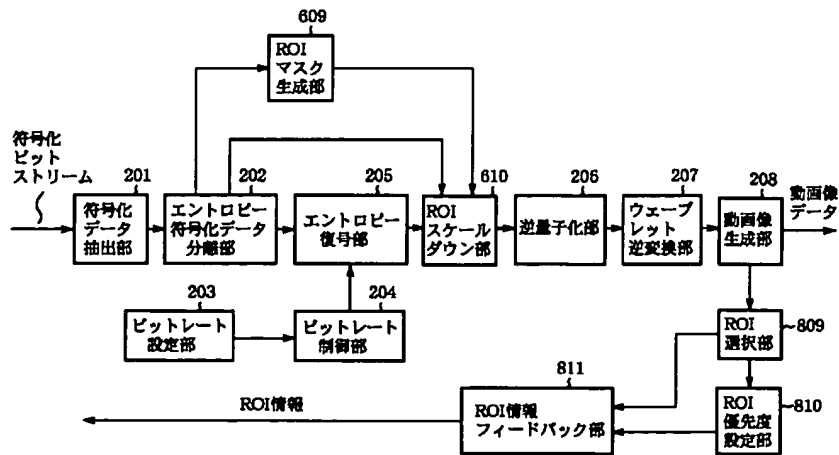 609
ROI
マスク
生成部
符号化
ビット
ストリーム
201
202
205
610
206
207
208
動画像
データ
符号化
データ
抽出部
エントロピー
符号化データ
分離部
エントロピー
復号部
ROI
スケール
ダウン部
逆量子化部
ウェーブ
レット
逆変換部
動画像
生成部
203
204
ビットレート
設定部
ビットレート
制御部
ROI
選択部
809
811
ROI情報
ROI情報
フィードバック部
ROI
優先度
設定部
810